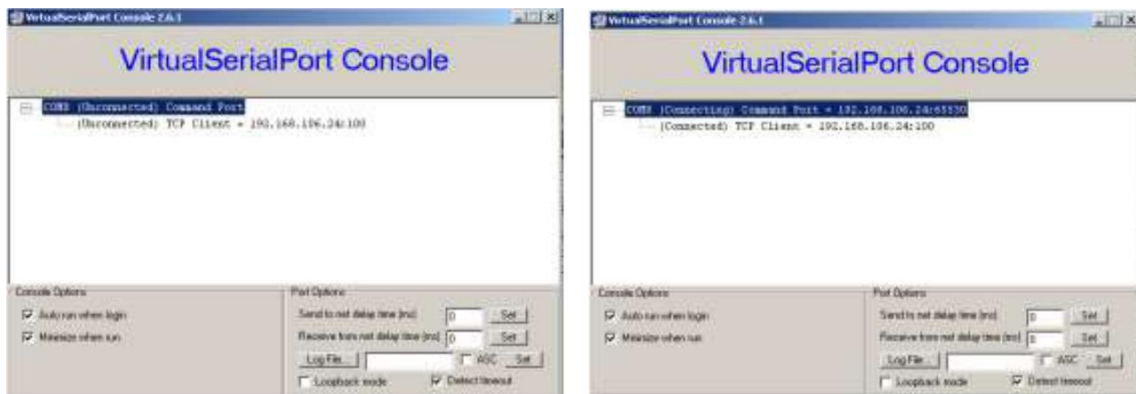 VirtualSerialPort Console 2.6.1
VirtualSerialPort Console
(Unconnected) Command Port
(Unconnected) TCP Client = 192.168.106.24:100
Console Options
Auto run when login
Minimize when run
Port Options
Send to net delay time (ms) 0 Set
Receive from net delay time (ms) 0 Set
Log File... ASC Set
Loopback mode Detect timeout
VirtualSerialPort Console 2.6.1
VirtualSerialPort Console
(Connecting) Command Port = 192.168.106.24:65530
(Connected) TCP Client = 192.168.106.24:100
Console Options
Auto run when login
Minimize when run
Port Options
Send to net delay time (ms) 0 Set
Receive from net delay time (ms) 0 Set
Log File... ASC Set
Loopback mode Detect timeout